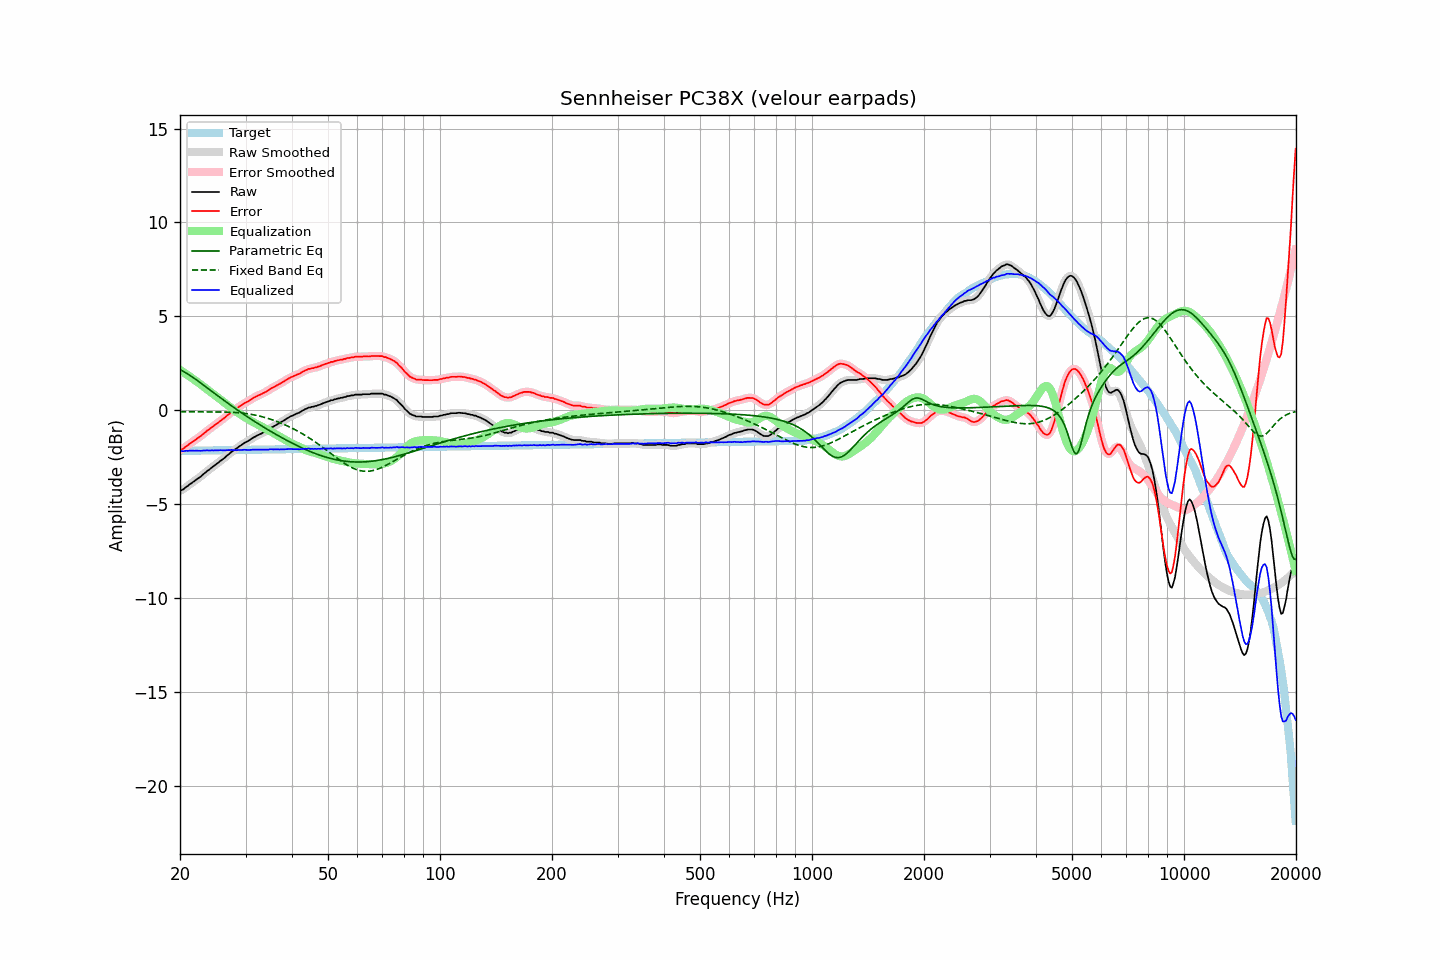 Sennheiser PC38X (velour earpads)
Target
Raw Smoothed
Error Smoothed
Raw
Error
Equalization
Parametric Eq
Fixed Band Eq
Equalized
Amplitude (dBr)
15
10
5
0
−5
−10
−15
−20
20 50 100 200 500 1000 2000 5000 10000 20000
Frequency (Hz)